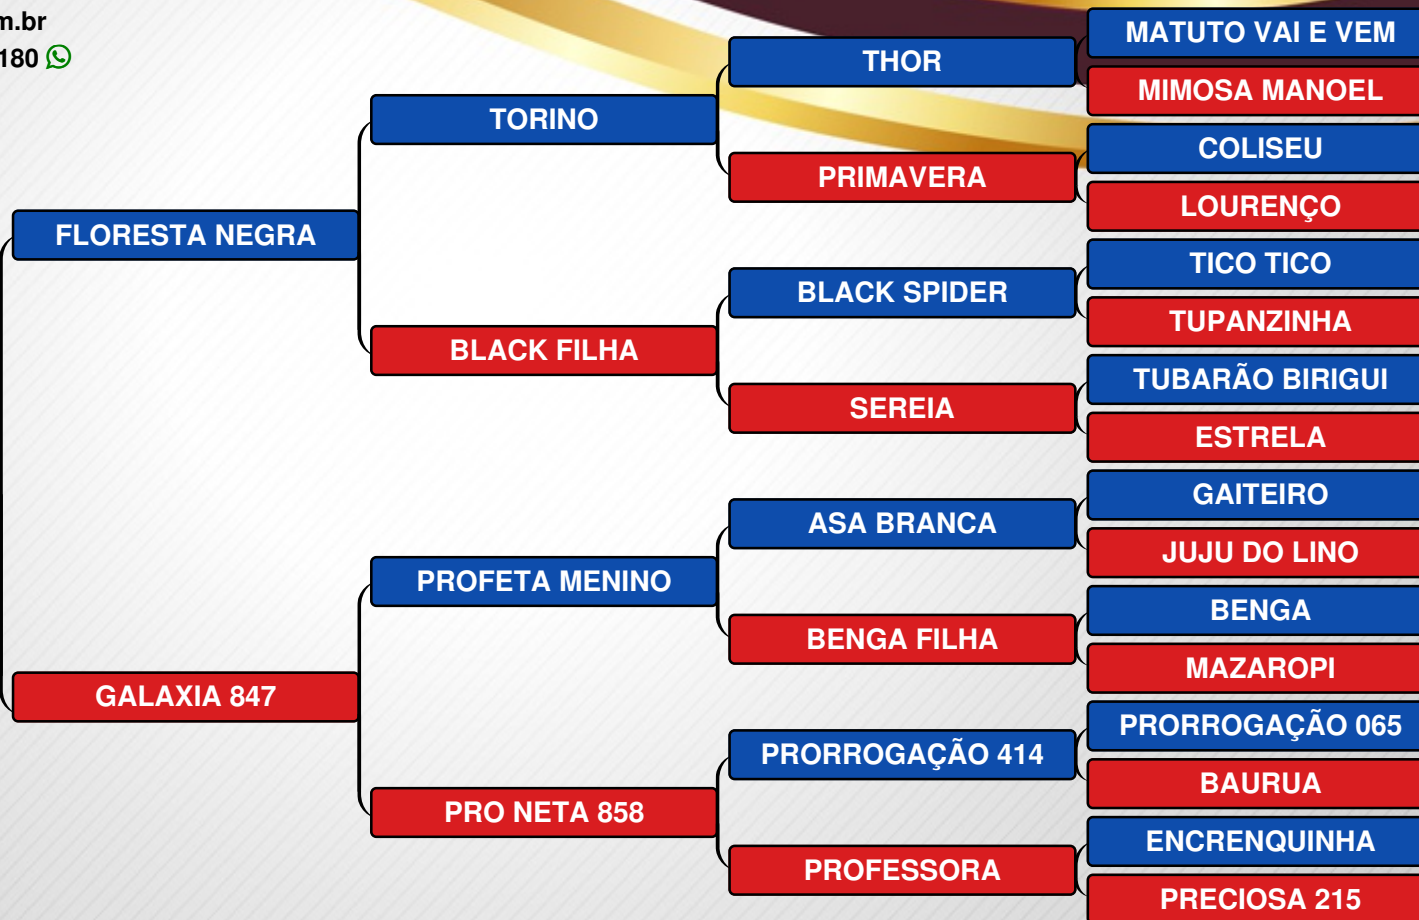 m.br
180
FLORESTA NEGRA
GALAXIA 847
TORINO
BLACK FILHA
PROFETA MENINO
PRO NETA 858
THOR
PRIMAVERA
BLACK SPIDER
SEREIA
ASA BRANCA
BENGA FILHA
PRORROGAÇÃO 414
PROFESSORA
MATUTO VAI E VEM
MIMOSA MANOEL
COLISEU
LOURENÇO
TICO TICO
TUPANZINHA
TUBARÃO BIRIGUI
ESTRELA
GAITEIRO
JUJU DO LINO
BENGA
MAZAROPI
PRORROGAÇÃO 065
BAURUA
ENCRENQUINHA
PRECIOSA 215